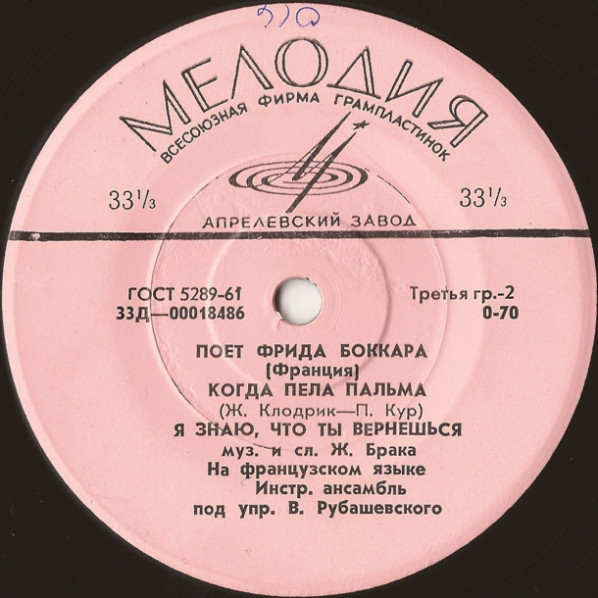 МЕЛОДИЯ
ВСЕСОЮЗНАЯ ФИРМА ГРАМПЛАСТИНОК
33⅓ 33⅓
АПРЕЛЕВСКИЙ ЗАВОД
ГОСТ 5289-61 Третья гр.-2
33Д—00018486 0-70
ПОЕТ ФРИДА БОККАРА
(Франция)
КОГДА ПЕЛА ПАЛЬМА
(Ж. Клодрик—П. Кур)
Я ЗНАЮ, ЧТО ТЫ ВЕРНЕШЬСЯ
муз. и сл. Ж. Брака
На французском языке
Инстр. ансамбль
под упр. В. Рубашевского